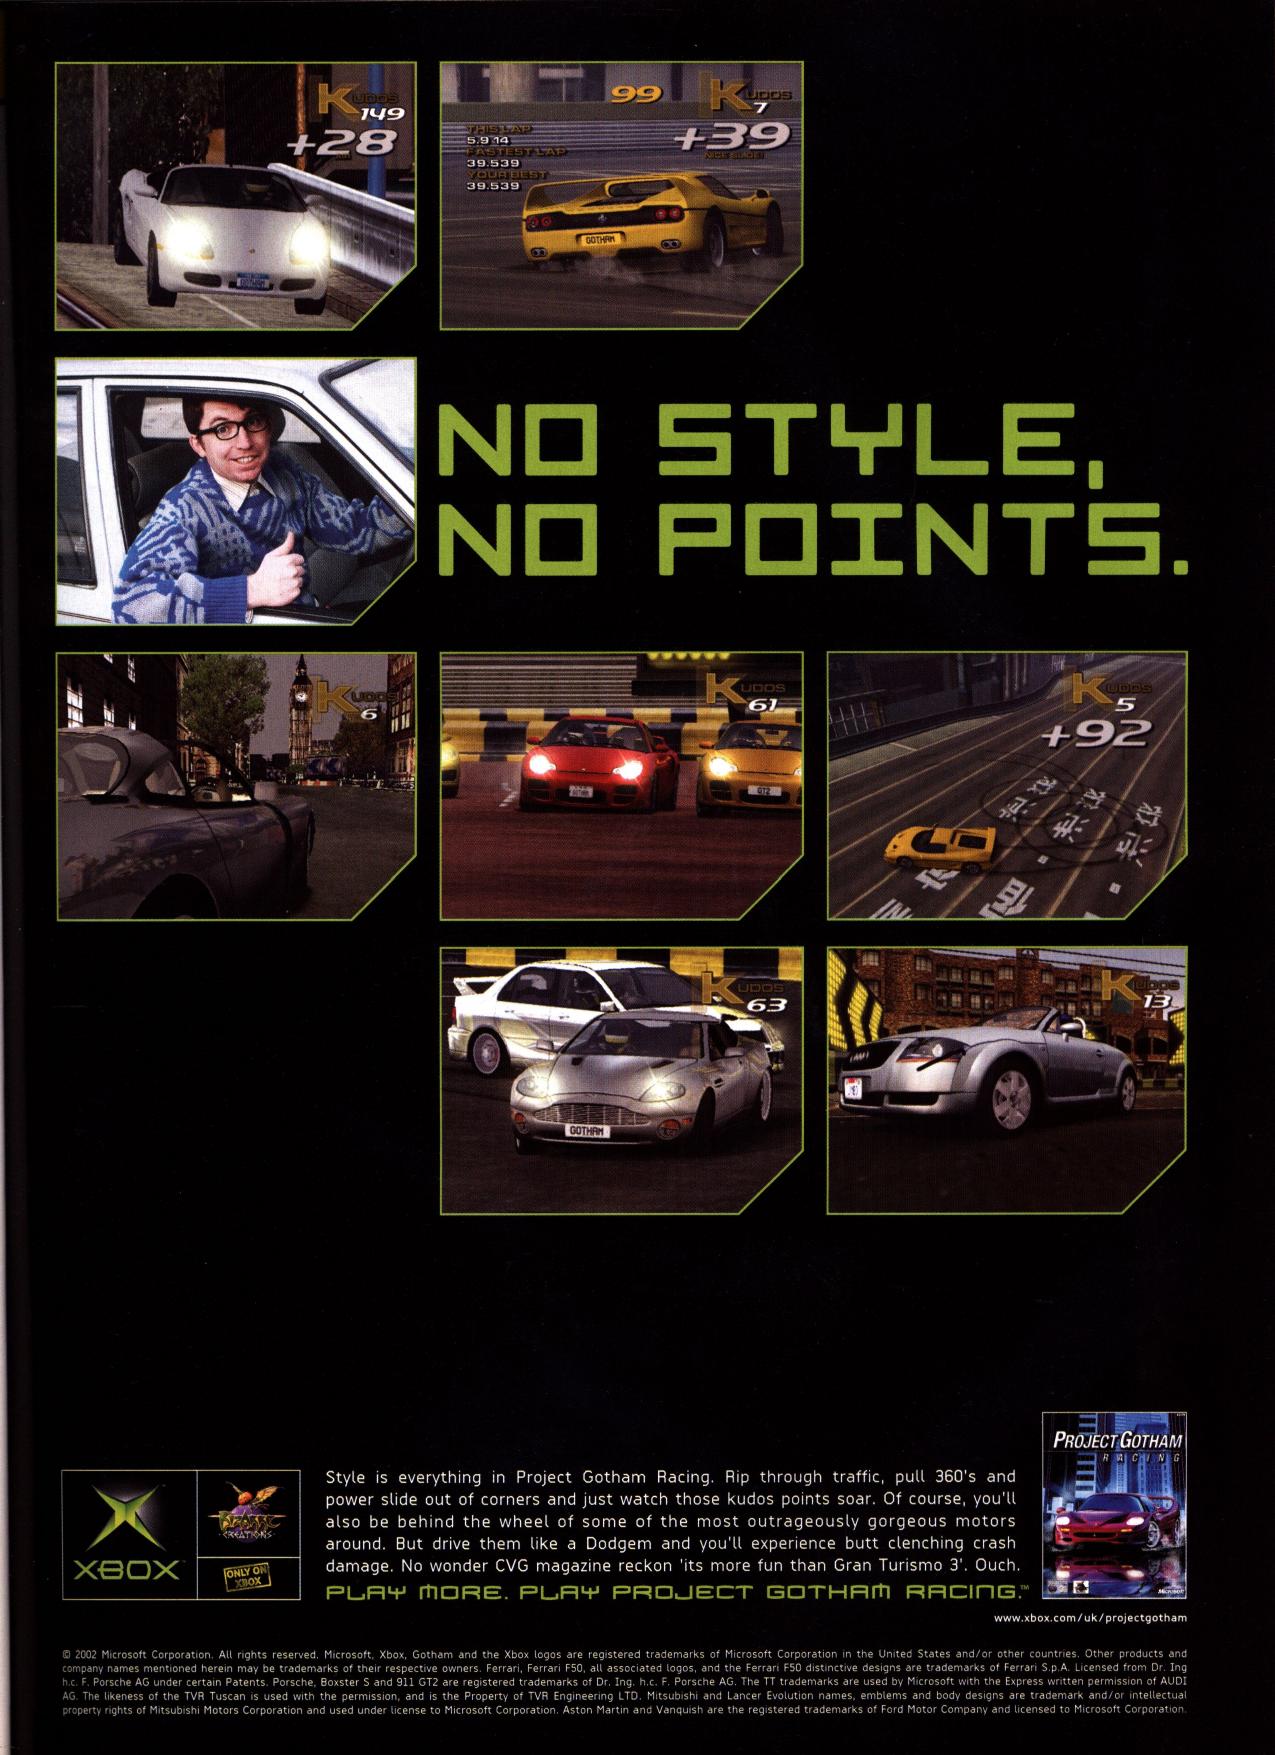 KUDOS
149
+28
99
KUDOS
7
+39
NICE SLIDE!
THIS LAP
5.9.14
FASTEST LAP
39.539
YOUR BEST
39.539
GOTHAM
GOTHAM
NO STYLE,
NO POINTS.
KUDOS
6
KUDOS
61
GT2
KUDOS
5
+92
KUDOS
63
GOTHAM
KUDOS
13
PROJECT GOTHAM
RACING
Microsoft
XBOX
BIZARRE
CREATIONS
ONLY ON
XBOX
Style is everything in Project Gotham Racing. Rip through traffic, pull 360's and
power slide out of corners and just watch those kudos points soar. Of course, you'll
also be behind the wheel of some of the most outrageously gorgeous motors
around. But drive them like a Dodgem and you'll experience butt clenching crash
damage. No wonder CVG magazine reckon 'its more fun than Gran Turismo 3'. Ouch.
PLAY MORE. PLAY PROJECT GOTHAM RACING.™
www.xbox.com/uk/projectgotham
© 2002 Microsoft Corporation. All rights reserved. Microsoft, Xbox, Gotham and the Xbox logos are registered trademarks of Microsoft Corporation in the United States and/or other countries. Other products and
company names mentioned herein may be trademarks of their respective owners. Ferrari, Ferrari F50, all associated logos, and the Ferrari F50 distinctive designs are trademarks of Ferrari S.p.A. Licensed from Dr. Ing
h.c. F. Porsche AG under certain Patents. Porsche, Boxster S and 911 GT2 are registered trademarks of Dr. Ing. h.c. F. Porsche AG. The TT trademarks are used by Microsoft with the Express written permission of AUDI
AG. The likeness of the TVR Tuscan is used with the permission, and is the Property of TVR Engineering LTD. Mitsubishi and Lancer Evolution names, emblems and body designs are trademark and/or intellectual
property rights of Mitsubishi Motors Corporation and used under license to Microsoft Corporation. Aston Martin and Vanquish are the registered trademarks of Ford Motor Company and licensed to Microsoft Corporation.